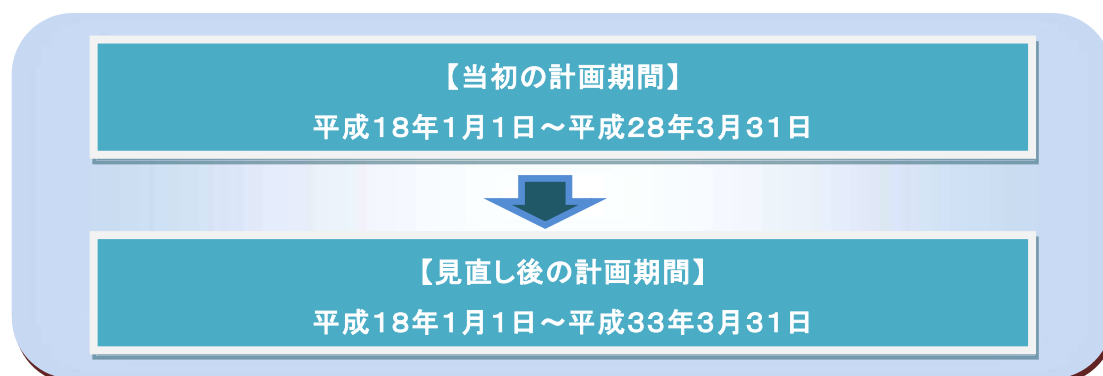 【当初の計画期間】
平成18年1月1日～平成28年3月31日
【見直し後の計画期間】
平成18年1月1日～平成33年3月31日